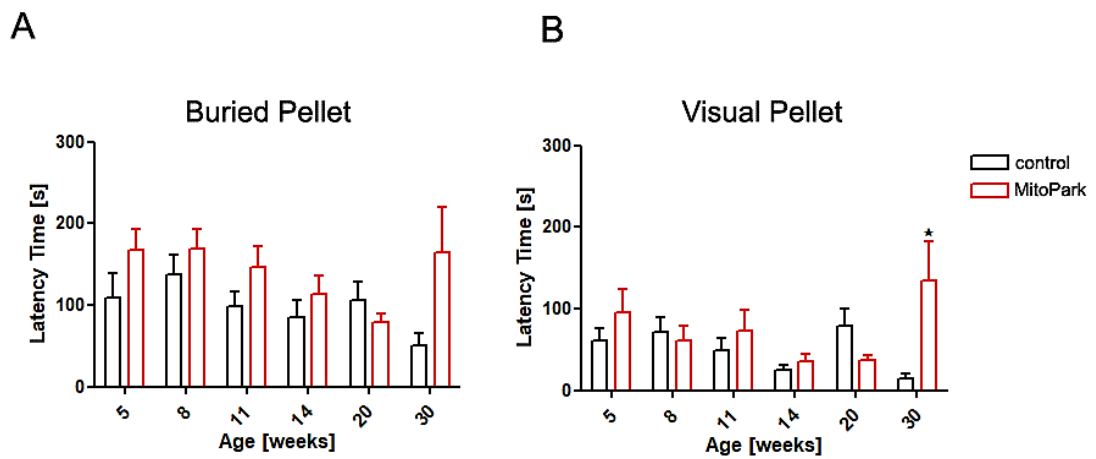 A
B
Buried Pellet
Visual Pellet
300
200
100
0
Latency Time [s]
5
8
11
14
20
30
Age [weeks]
300
200
100
0
Latency Time [s]
★
5
8
11
14
20
30
Age [weeks]
control
MitoPark